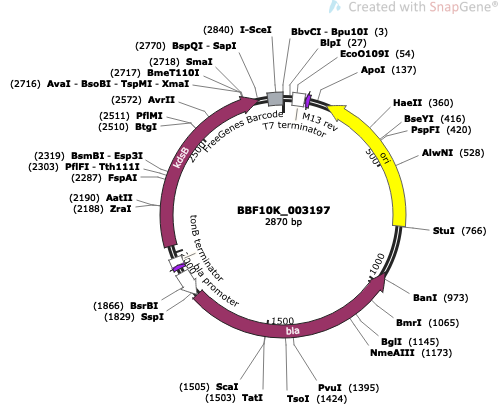 Created with SnapGene®
(2840) I-SceI
BbvCI - Bpu10I (3)
BlpI (27)
EcoO109I (54)
ApoI (137)
(2770) BspQI - SapI
(2718) SmaI
(2717) BmeT110I
(2716) AvaI - BsoBI - TspMI - XmaI
(2572) AvrII
(2511) PflMI
(2510) BtgI
(2319) BsmBI - Esp3I
(2303) PflFI - Tth111I
(2287) FspAI
(2190) AatII
(2188) ZraI
HaeII (360)
BseYI (416)
PspFI (420)
AlwNI (528)
StuI (766)
BanI (973)
BmrI (1065)
BglI (1145)
NmeAIII (1173)
PvuI (1395)
TsoI (1424)
(1503) TatI
(1505) ScaI
(1829) SspI
(1866) BsrBI
FreeGenes Barcode
T7 terminator
M13 rev
ori
500
1000
1500
2500
kdsB
tonB terminator
bla promoter
bla
BBF10K_003197
2870 bp